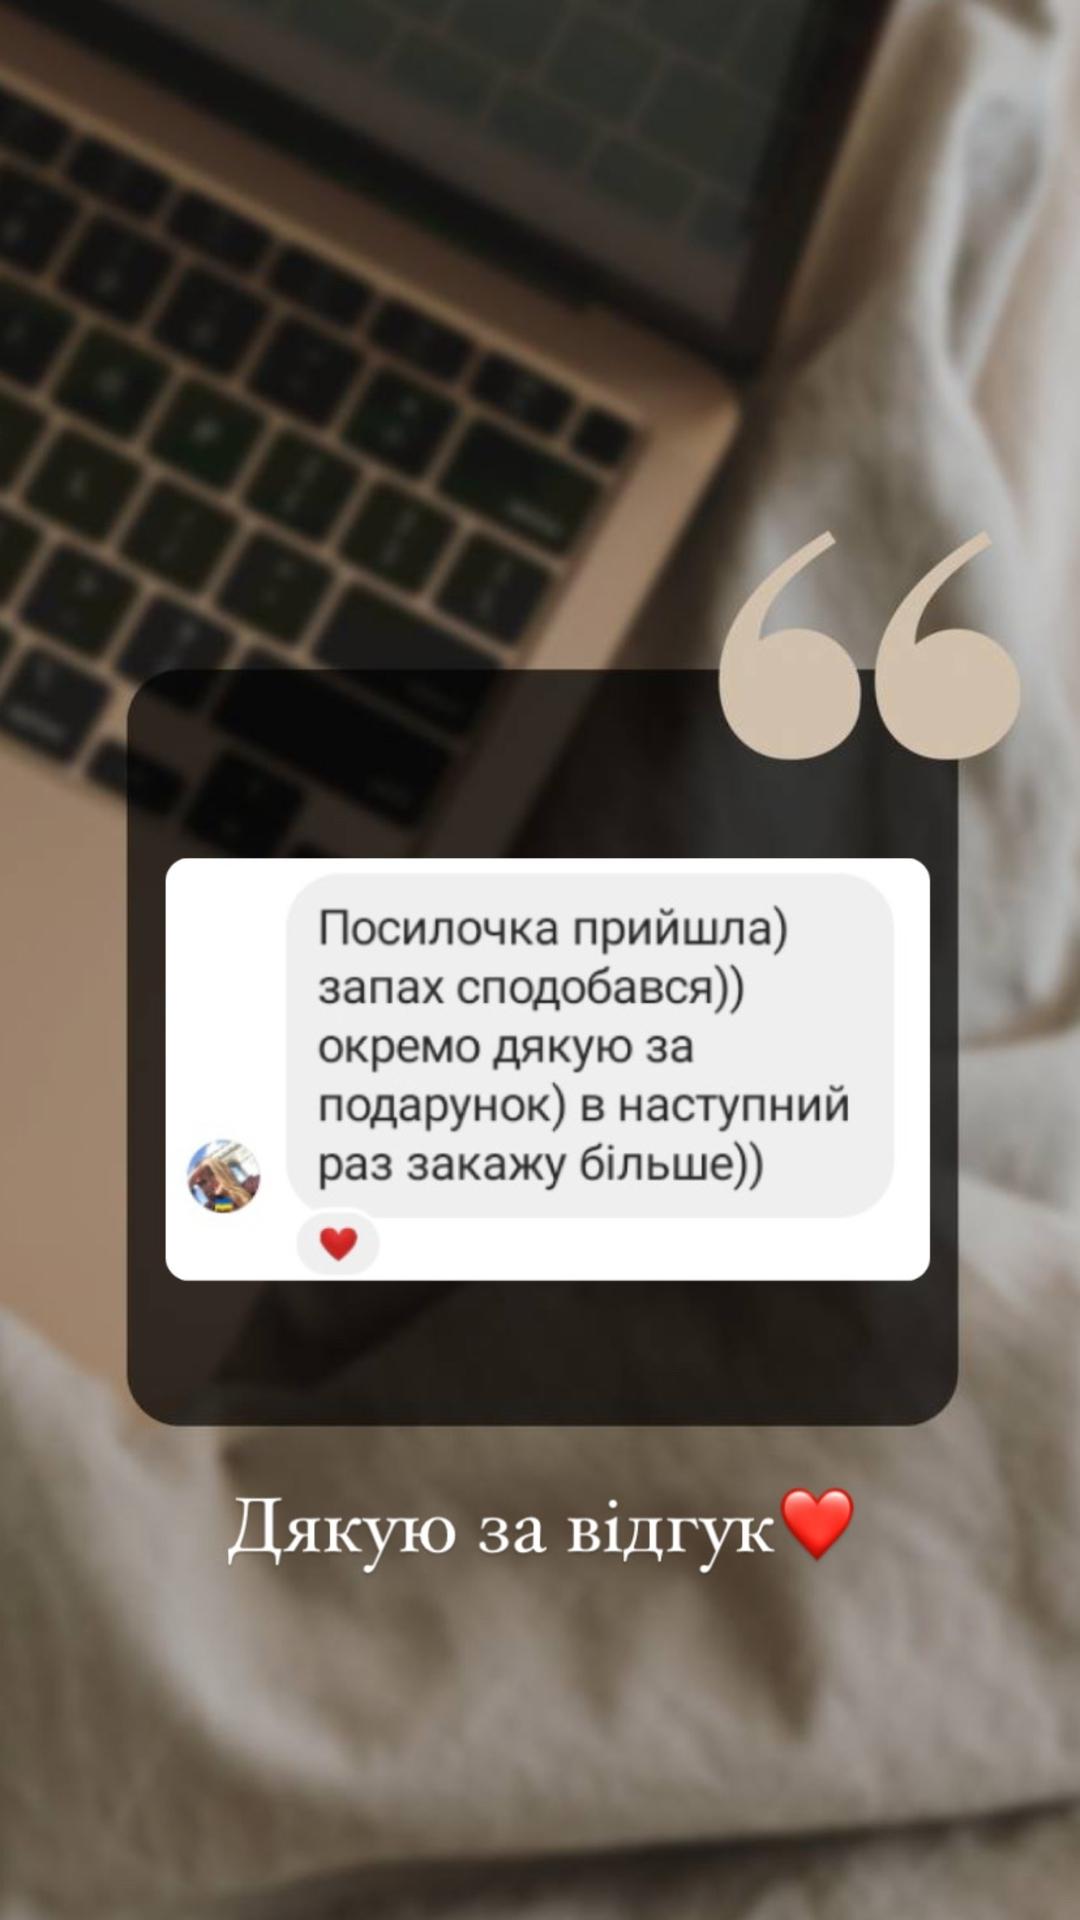 Посилочка прийшла)
запах сподобався))
окремо дякую за
подарунок) в наступний
раз закажу більше))
❤️
Дякую за відгук❤️